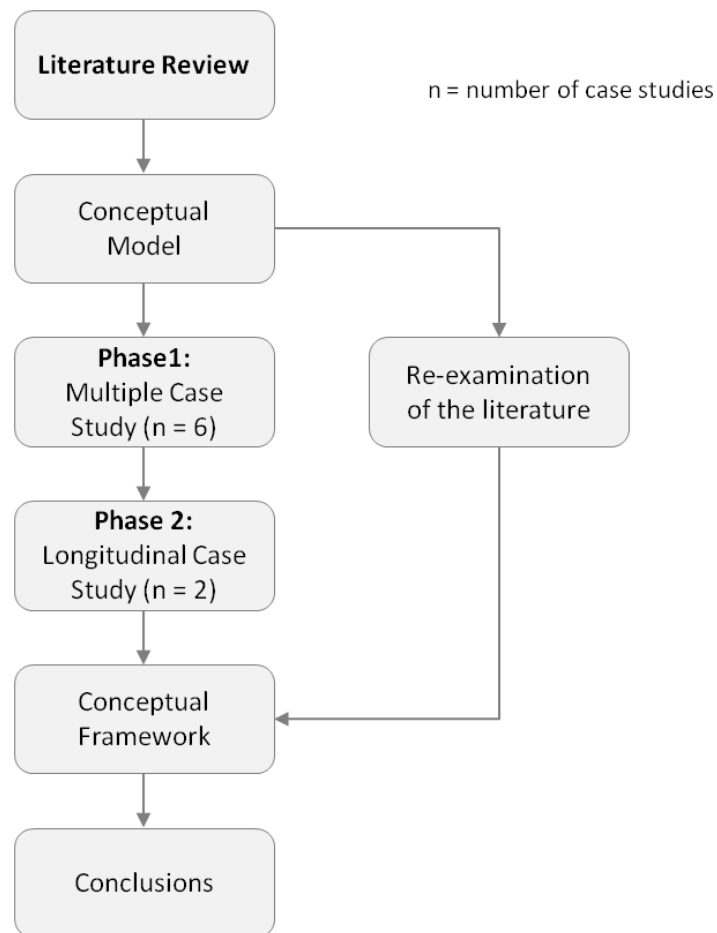 Literature Review
n = number of case studies
Conceptual
Model
Phase1:
Multiple Case
Study (n = 6)
Re-examination
of the literature
Phase 2:
Longitudinal Case
Study (n = 2)
Conceptual
Framework
Conclusions